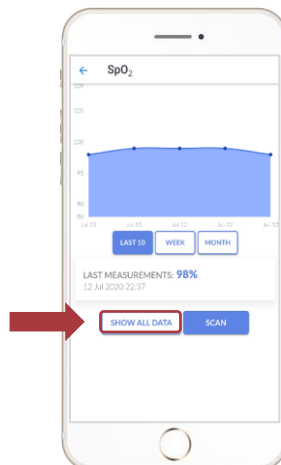 SpO₂
105
100
95
90
LAST 10 WEEK MONTH
LAST MEASUREMENTS: 98%
12 Jul 2020 22:37
SHOW ALL DATA SCAN